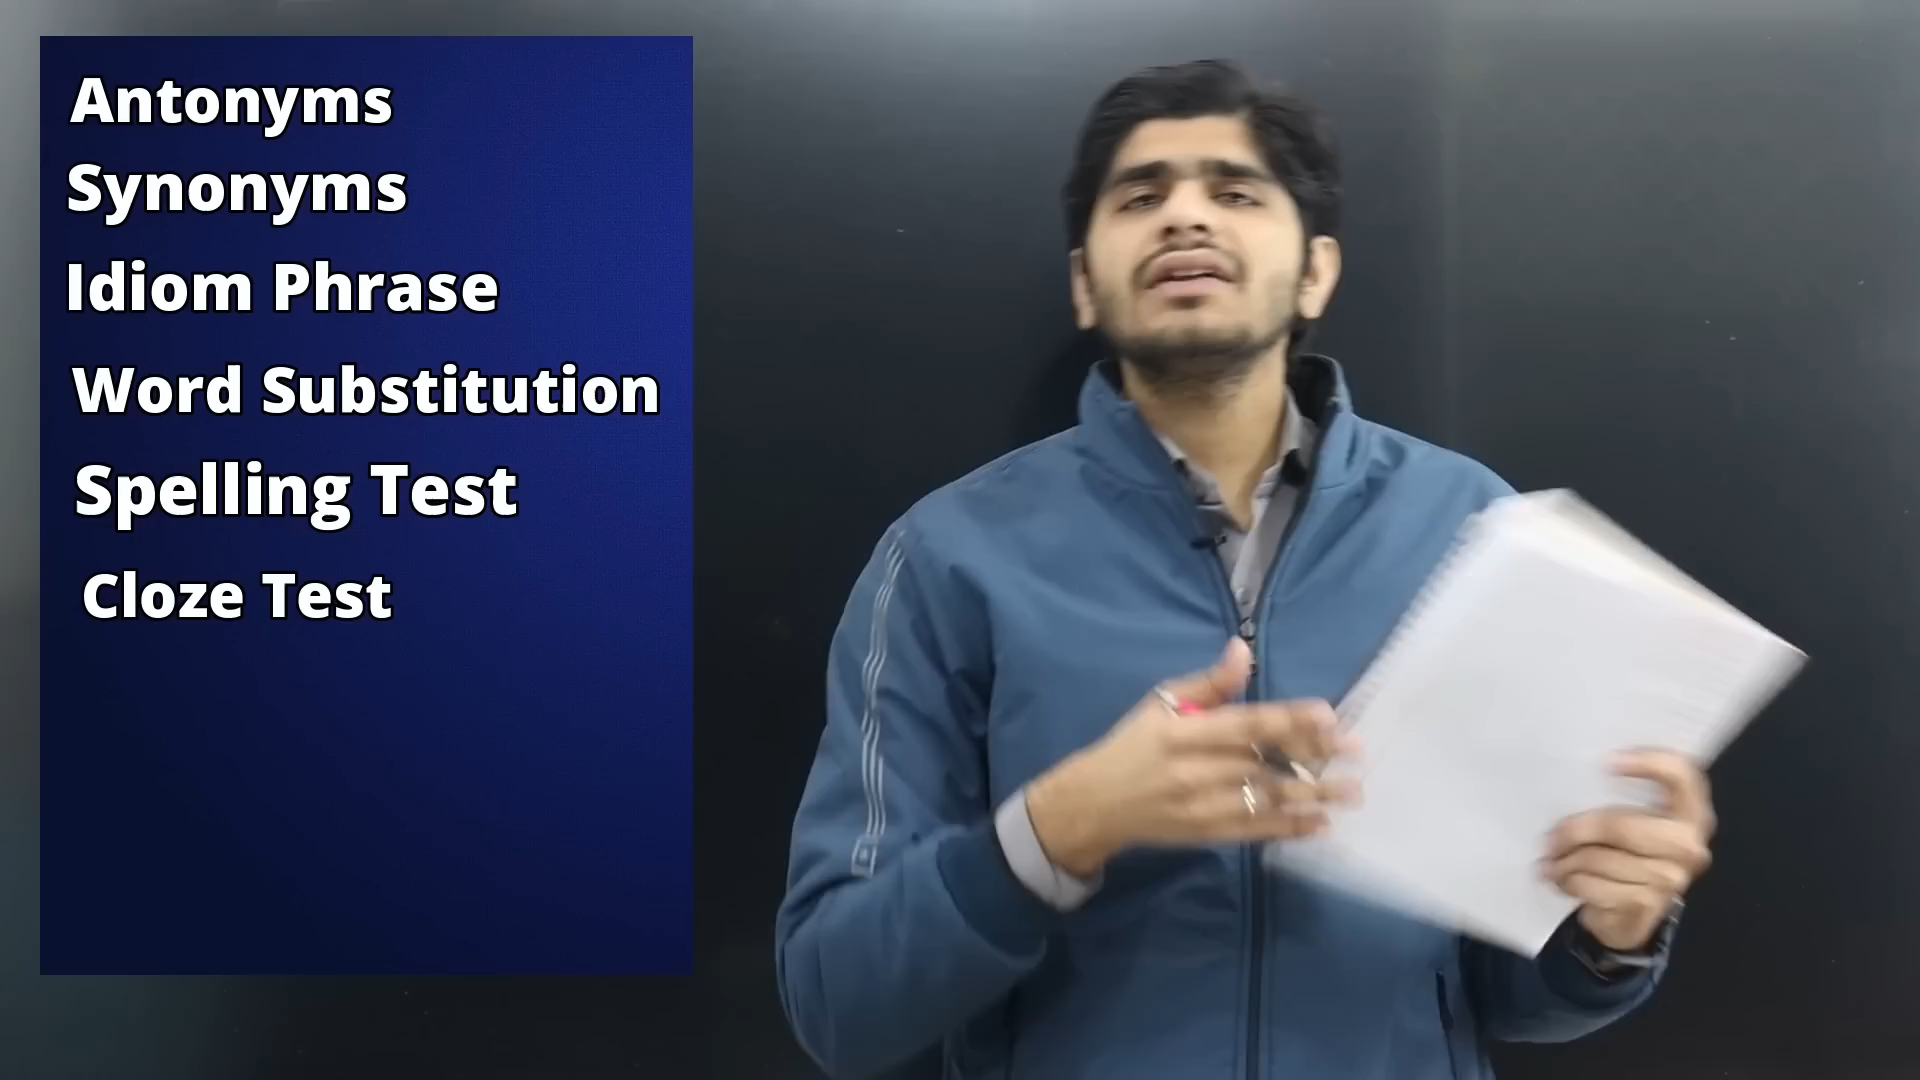 Antonyms
Synonyms
Idiom Phrase
Word Substitution
Spelling Test
Cloze Test